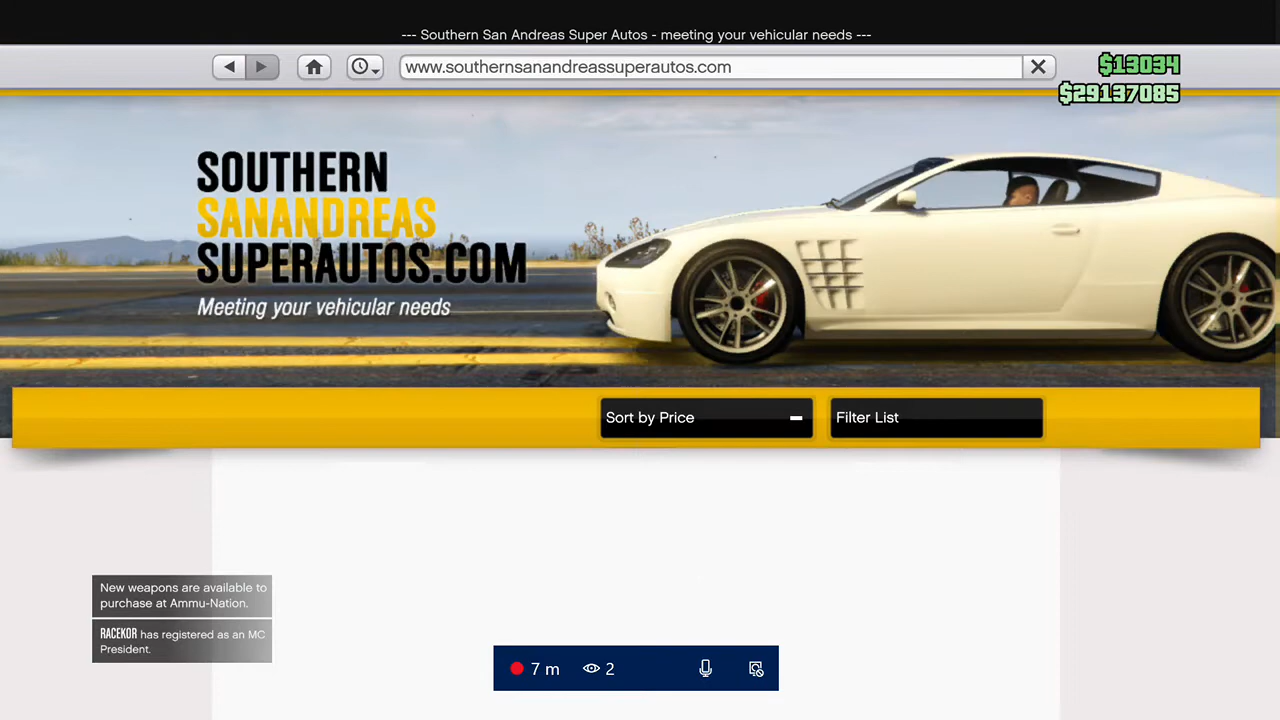 --- Southern San Andreas Super Autos - meeting your vehicular needs ---
www.southernsanandreassuperautos.com
$13034
$29137085
SOUTHERN
SANANDREAS
SUPERAUTOS.COM
Meeting your vehicular needs
Sort by Price
Filter List
New weapons are available to
purchase at Ammu-Nation.
RACEKOR has registered as an MC
President.
7 m
2